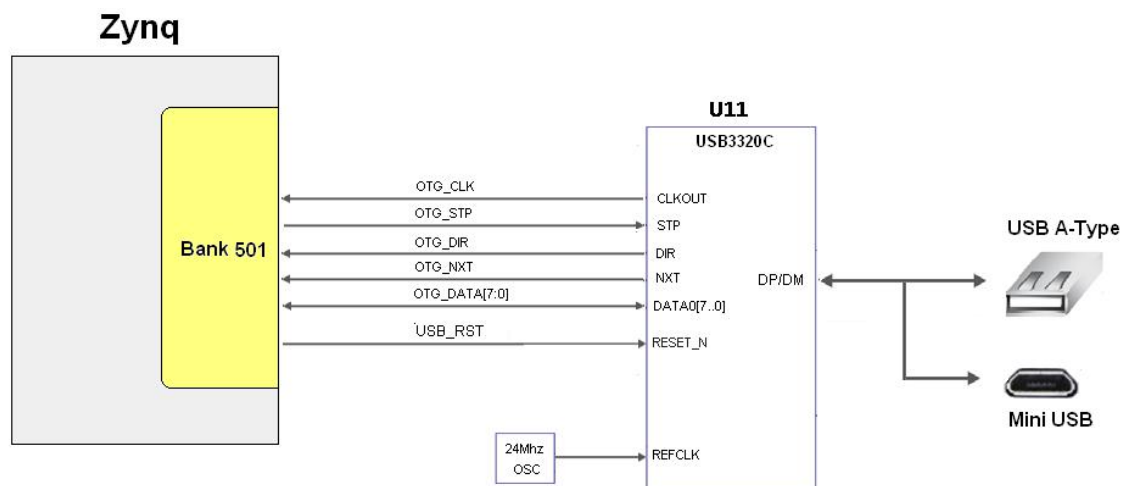 Zynq
Bank 501
OTG_CLK
OTG_STP
OTG_DIR
OTG_NXT
OTG_DATA[7:0]
USB_RST
24Mhz
OSC
U11
USB3320C
CLKOUT
STP
DIR
NXT
DATA0[7..0]
RESET_N
REFCLK
DP/DM
USB A-Type
Mini USB